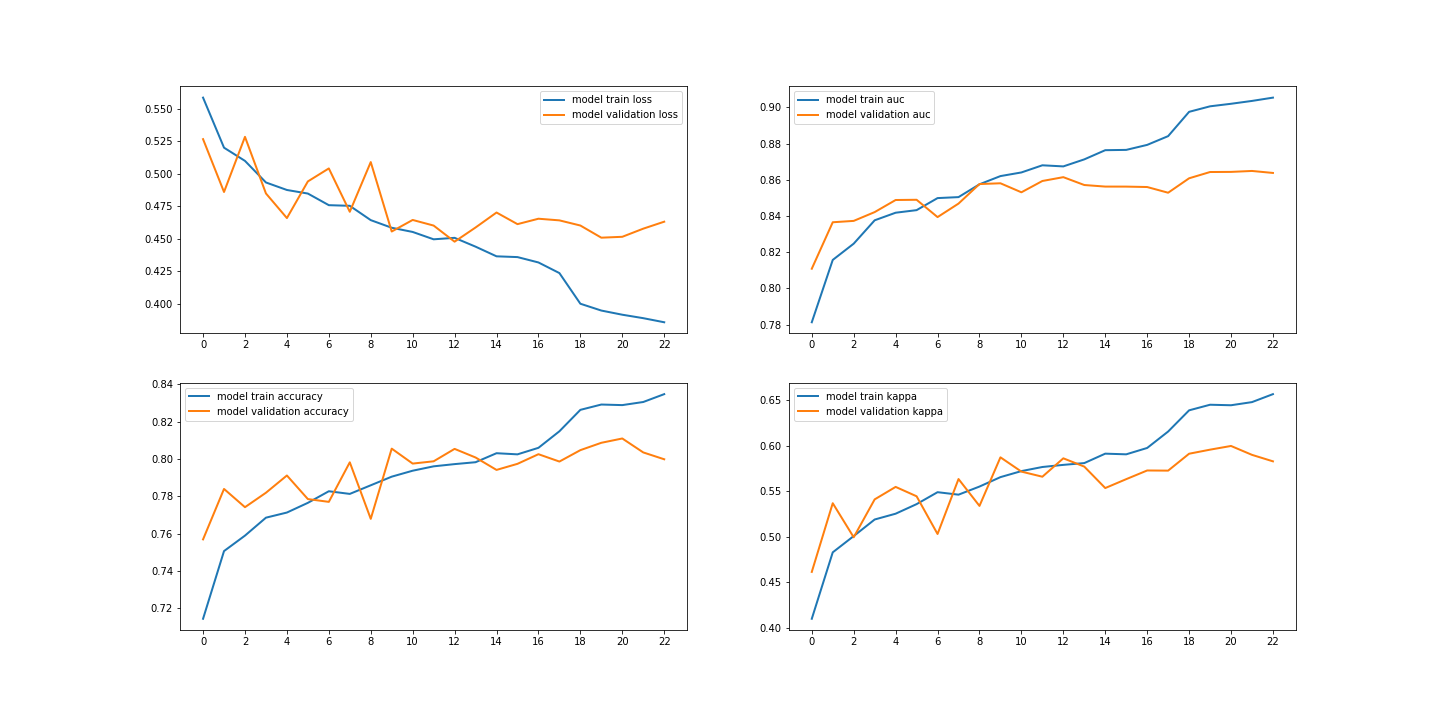 model train loss
model validation loss
0.550
0.525
0.500
0.475
0.450
0.425
0.400
0 2 4 6 8 10 12 14 16 18 20 22
model train auc
model validation auc
0.90
0.88
0.86
0.84
0.82
0.80
0.78
0 2 4 6 8 10 12 14 16 18 20 22
model train accuracy
model validation accuracy
0.84
0.82
0.80
0.78
0.76
0.74
0.72
0 2 4 6 8 10 12 14 16 18 20 22
model train kappa
model validation kappa
0.65
0.60
0.55
0.50
0.45
0.40
0 2 4 6 8 10 12 14 16 18 20 22